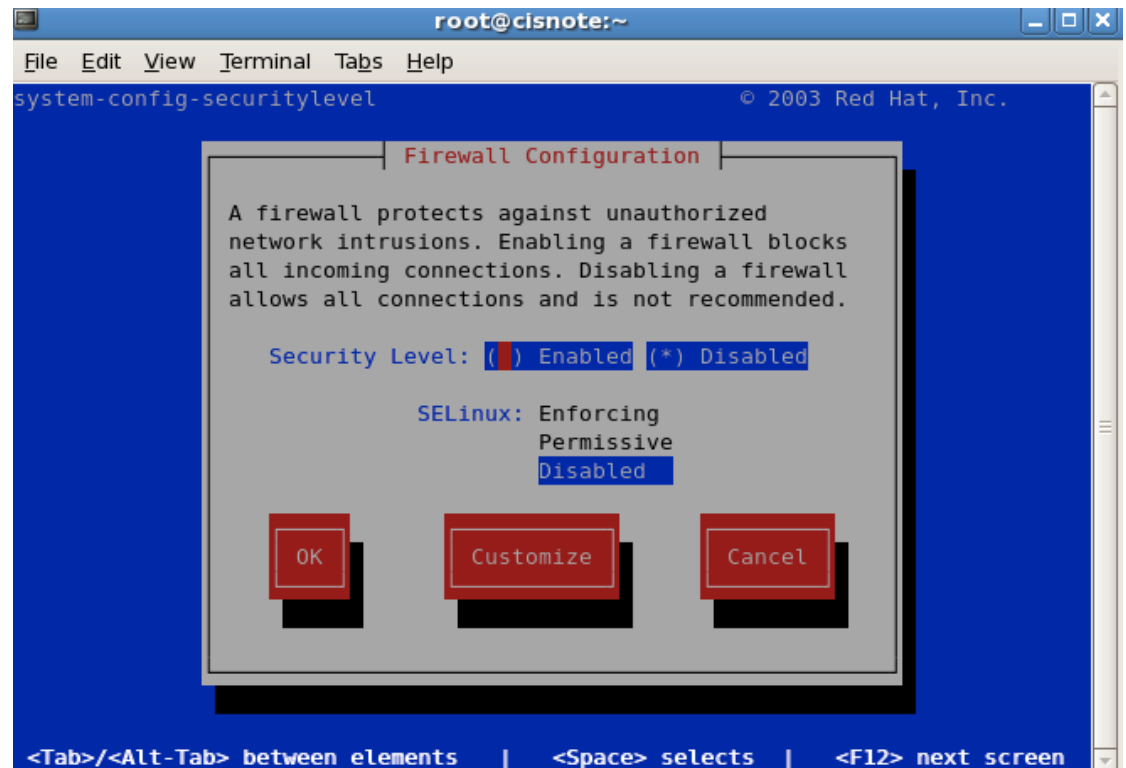 root@cisnote:~
File Edit View Terminal Tabs Help
system-config-securitylevel © 2003 Red Hat, Inc.
Firewall Configuration
A firewall protects against unauthorized
network intrusions. Enabling a firewall blocks
all incoming connections. Disabling a firewall
allows all connections and is not recommended.
Security Level: ( ) Enabled (*) Disabled
SELinux: Enforcing
Permissive
Disabled
OK Customize Cancel
<Tab>/<Alt-Tab> between elements | <Space> selects | <F12> next screen